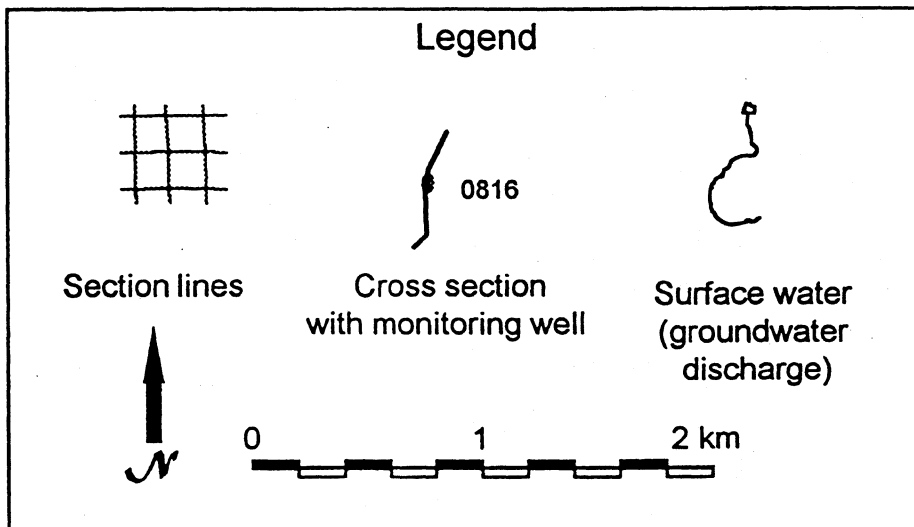 Legend
0816
Section lines
Cross section
with monitoring well
Surface water
(groundwater
discharge)
N
0 1 2 km